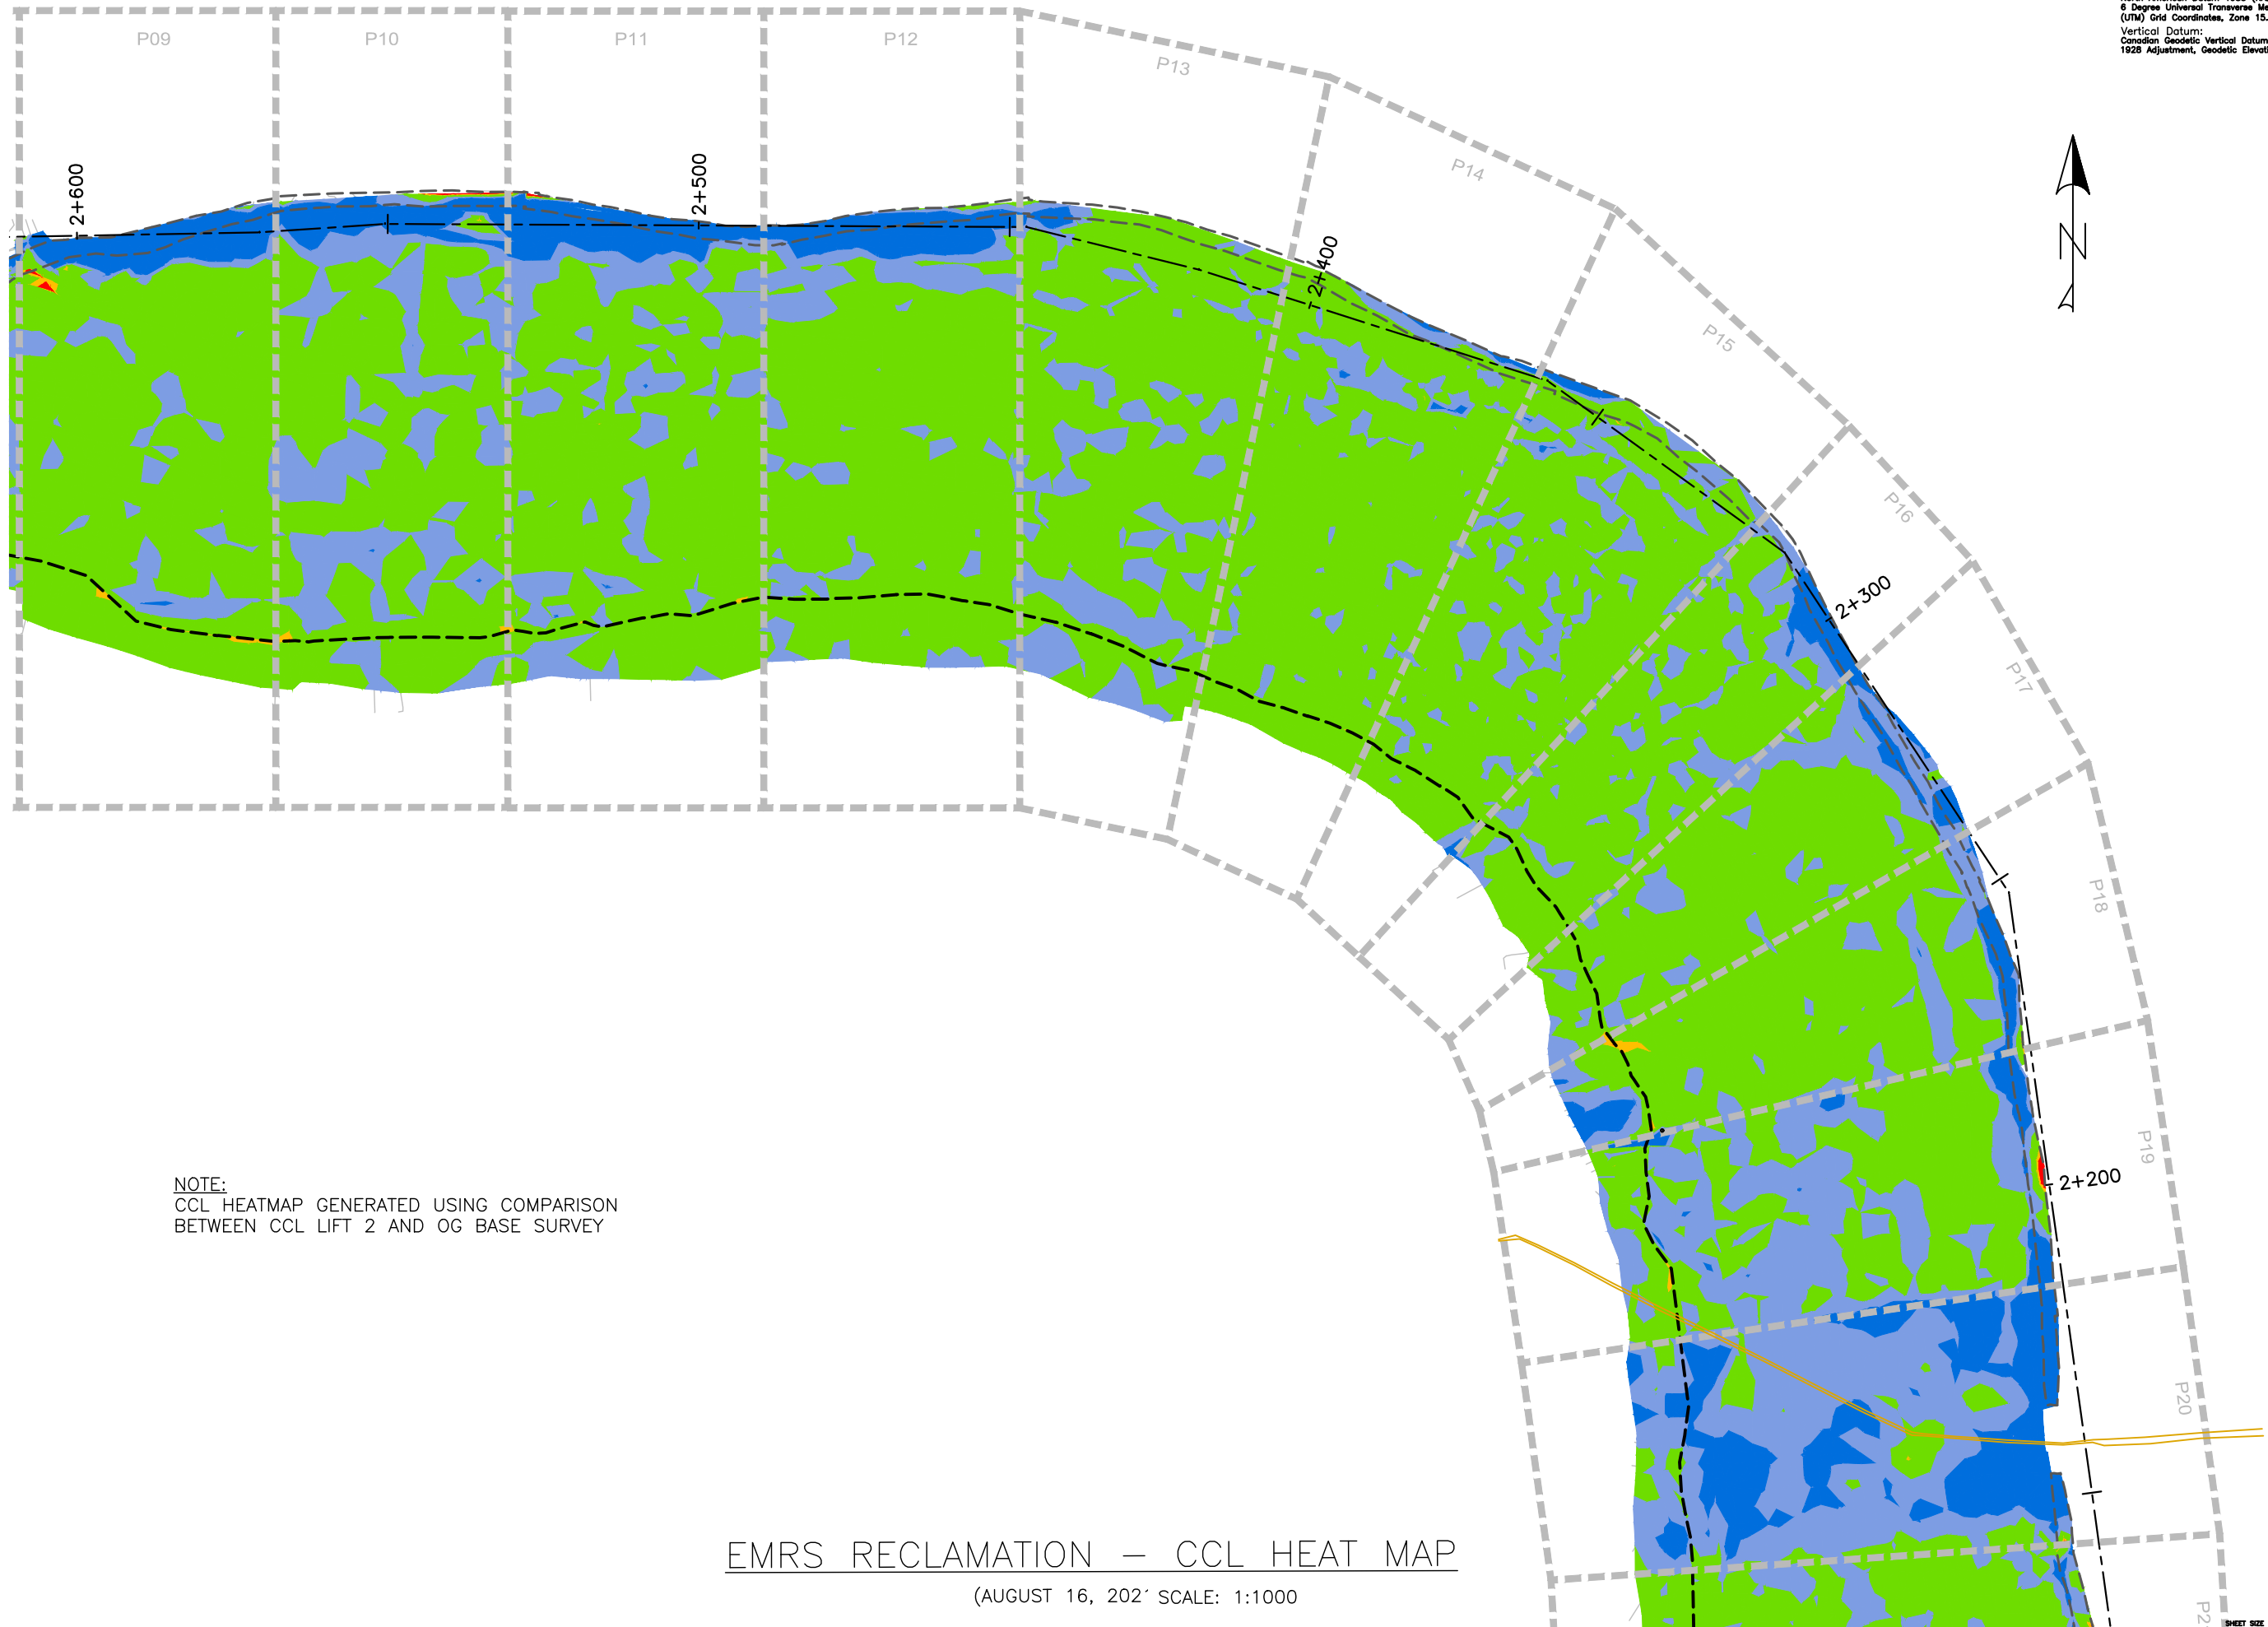 6 Degree Universal Transverse
(UTM) Grid Coordinates, Zone 15.
Vertical Datum:
Canadian Geodetic Vertical Datum
1928 Adjustment, Geodetic
P09
P10
P11
P12
P13
P14
P15
P16
P17
P18
P19
P20
2+600
2+500
2+400
2+300
2+200
N
NOTE:
CCL HEATMAP GENERATED USING COMPARISON
BETWEEN CCL LIFT 2 AND OG BASE SURVEY
EMRS RECLAMATION – CCL HEAT MAP
(AUGUST 16, 202 SCALE: 1:1000
SHEET SIZE